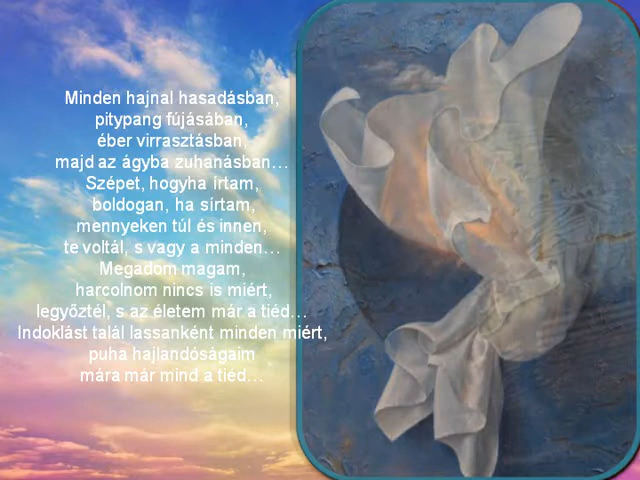 Minden hajnal hasadásban,
pitypang fújásában,
éber virrasztásban,
majd az ágyba zuhanásban…
Szépet, hogyha írtam,
boldogan, ha sírtam,
mennyeken túl és innen,
te voltál, s vagy a minden…
Megadom magam,
harcolnom nincs is miért,
legyőztél, s az életem már a tiéd…
Indoklást talál lassanként minden miért,
puha hajlandóságaim
mára már mind a tiéd…